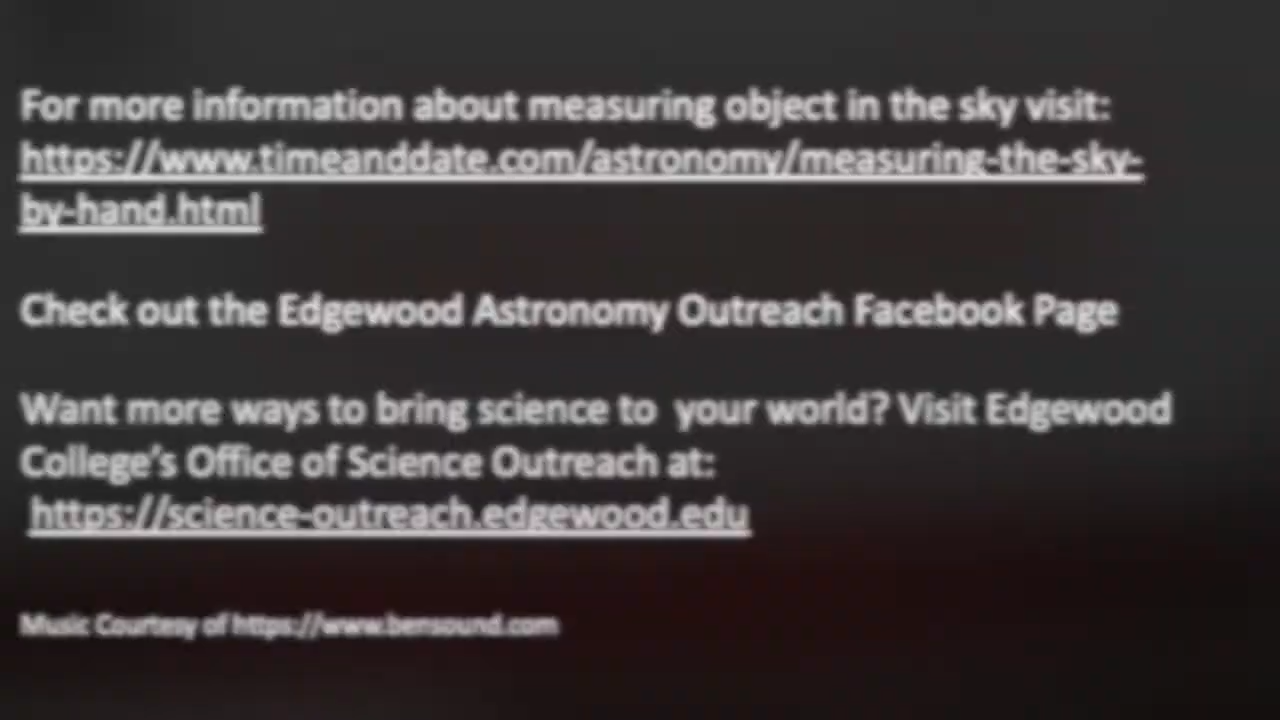 For more information about measuring object in the sky visit:
https://www.timeanddate.com/astronomy/measuring-the-sky-
by-hand.html
Check out the Edgewood Astronomy Outreach Facebook Page
Want more ways to bring science to  your world? Visit Edgewood
College's Office of Science Outreach at:
https://science-outreach.edgewood.edu
Music Courtesy of https://www.bensound.com